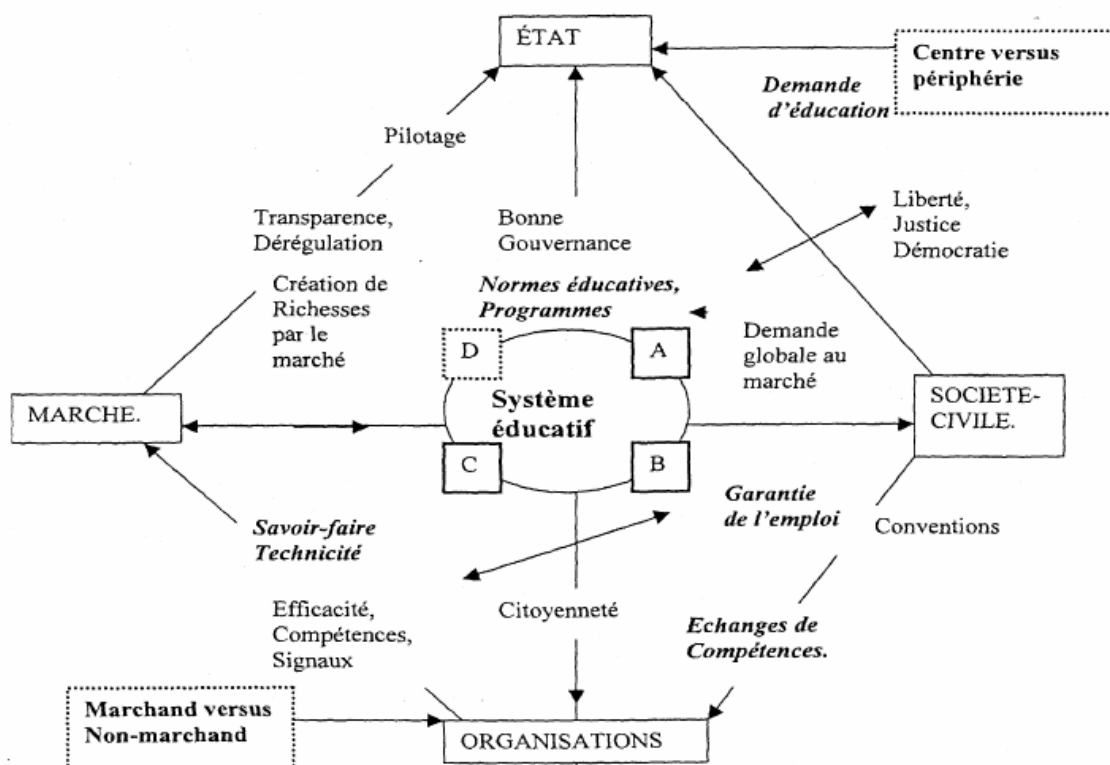 ÉTAT
Centre versus
périphérie
Demande
d'éducation
Pilotage
Transparence,
Dérégulation
Bonne
Gouvernance
Liberté,
Justice
Démocratie
Création de
Richesses
par le
marché
Normes éducatives,
Programmes
D
A
Demande
globale au
marché
MARCHE.
Système
éducatif
SOCIETE-
CIVILE.
C
B
Savoir-faire
Technicité
Garantie
de l'emploi
Conventions
Efficacité,
Compétences,
Signaux
Citoyenneté
Echanges de
Compétences.
Marchand versus
Non-marchand
ORGANISATIONS